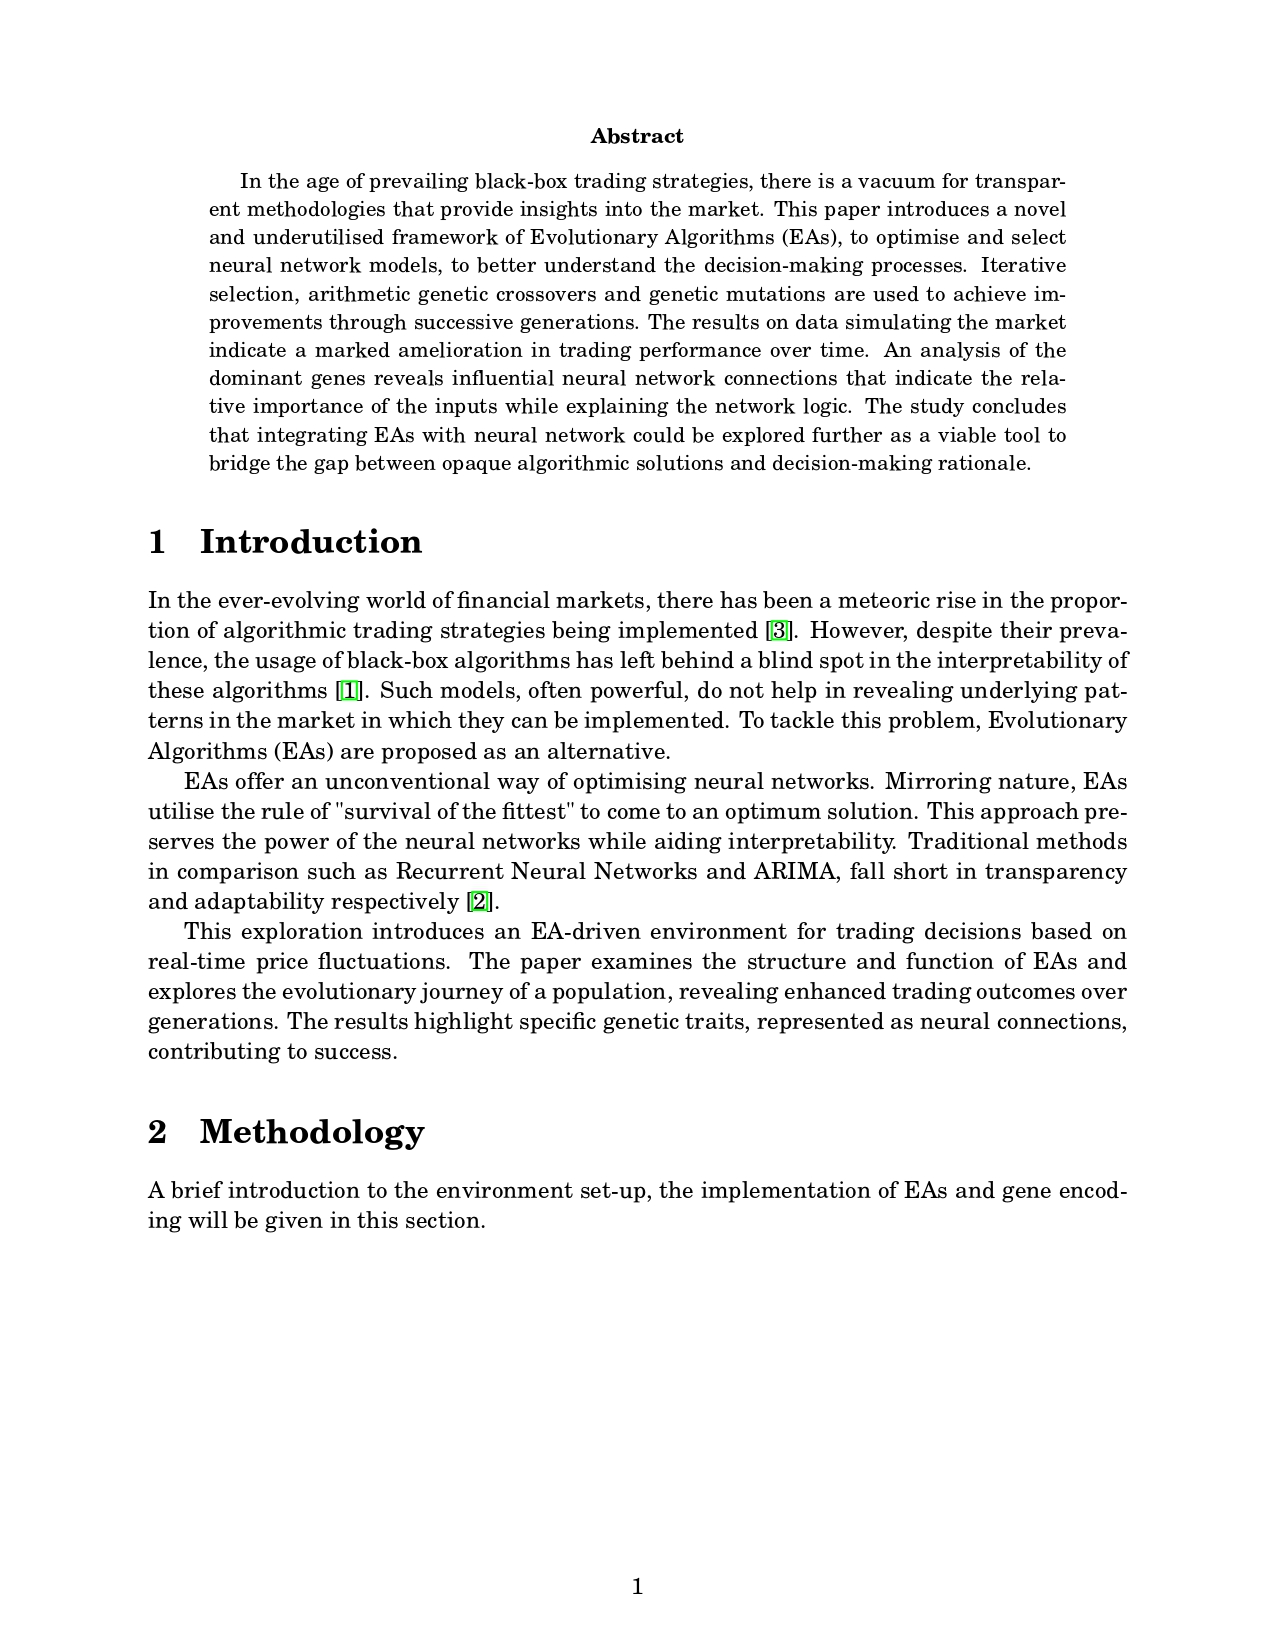 Abstract
In the age of prevailing black-box trading strategies, there is a vacuum for transpar-
ent methodologies that provide insights into the market. This paper introduces a novel
and underutilised framework of Evolutionary Algorithms (EAs), to optimise and select
neural network models, to better understand the decision-making processes. Iterative
selection, arithmetic genetic crossovers and genetic mutations are used to achieve im-
provements through successive generations. The results on data simulating the market
indicate a marked amelioration in trading performance over time. An analysis of the
dominant genes reveals influential neural network connections that indicate the rela-
tive importance of the inputs while explaining the network logic. The study concludes
that integrating EAs with neural network could be explored further as a viable tool to
bridge the gap between opaque algorithmic solutions and decision-making rationale.
1 Introduction
In the ever-evolving world of financial markets, there has been a meteoric rise in the propor-
tion of algorithmic trading strategies being implemented [3]. However, despite their preva-
lence, the usage of black-box algorithms has left behind a blind spot in the interpretability of
these algorithms [1]. Such models, often powerful, do not help in revealing underlying pat-
terns in the market in which they can be implemented. To tackle this problem, Evolutionary
Algorithms (EAs) are proposed as an alternative.
EAs offer an unconventional way of optimising neural networks. Mirroring nature, EAs
utilise the rule of "survival of the fittest" to come to an optimum solution. This approach pre-
serves the power of the neural networks while aiding interpretability. Traditional methods
in comparison such as Recurrent Neural Networks and ARIMA, fall short in transparency
and adaptability respectively [2].
This exploration introduces an EA-driven environment for trading decisions based on
real-time price fluctuations. The paper examines the structure and function of EAs and
explores the evolutionary journey of a population, revealing enhanced trading outcomes over
generations. The results highlight specific genetic traits, represented as neural connections,
contributing to success.
2 Methodology
A brief introduction to the environment set-up, the implementation of EAs and gene encod-
ing will be given in this section.
1